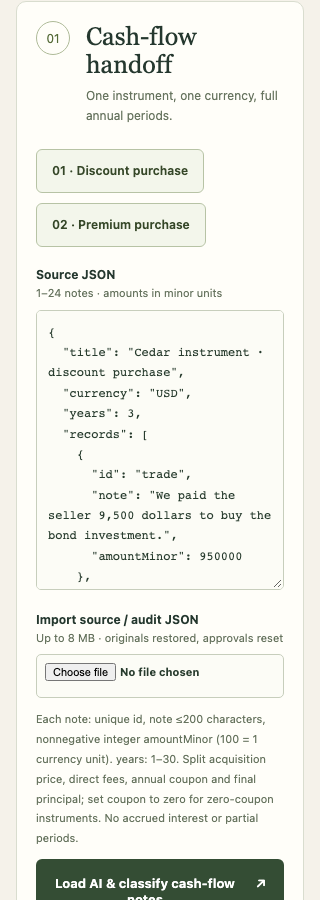 01
Cash-flow
handoff
One instrument, one currency, full
annual periods.
01 · Discount purchase
02 · Premium purchase
Source JSON
1–24 notes · amounts in minor units
{
"title": "Cedar instrument ·
discount purchase",
"currency": "USD",
"years": 3,
"records": [
{
"id": "trade",
"note": "We paid the
seller 9,500 dollars to buy the
bond investment.",
"amountMinor": 950000
},
Import source / audit JSON
Up to 8 MB · originals restored, approvals reset
Choose file No file chosen
Each note: unique id, note ≤200 characters,
nonnegative integer amountMinor (100 = 1
currency unit). years: 1–30. Split acquisition
price, direct fees, annual coupon and final
principal; set coupon to zero for zero-coupon
instruments. No accrued interest or partial
periods.
Load AI & classify cash-flow ↗
notes